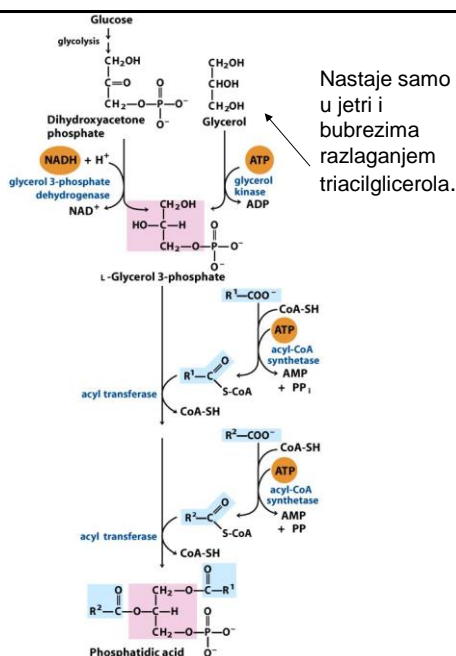 Glucose
glycolysis
CH₂OH
C=O
CH₂—O—P—O⁻
O
O⁻
Dihydroxyacetone
phosphate
CH₂OH
CHOH
CH₂OH
Glycerol
Nastaje samo
u jetri i
bubrezima
razlaganjem
triacilglicerola.
NADH + H⁺
glycerol 3-phosphate
dehydrogenase
NAD⁺
ATP
glycerol
kinase
ADP
CH₂OH
HO—C—H
O
CH₂—O—P—O⁻
O⁻
L-Glycerol 3-phosphate
R¹—COO⁻
CoA-SH
ATP
acyl-CoA
synthetase
AMP
+ PPᵢ
O
R¹—C
S-CoA
acyl transferase
CoA-SH
R²—COO⁻
CoA-SH
ATP
acyl-CoA
synthetase
AMP
+ PP
O
R²—C
S-CoA
acyl transferase
CoA-SH
O
CH₂—O—C—R¹
O
R²—C—O—C—H
O
CH₂—O—P—O⁻
O⁻
Phosphatidic acid